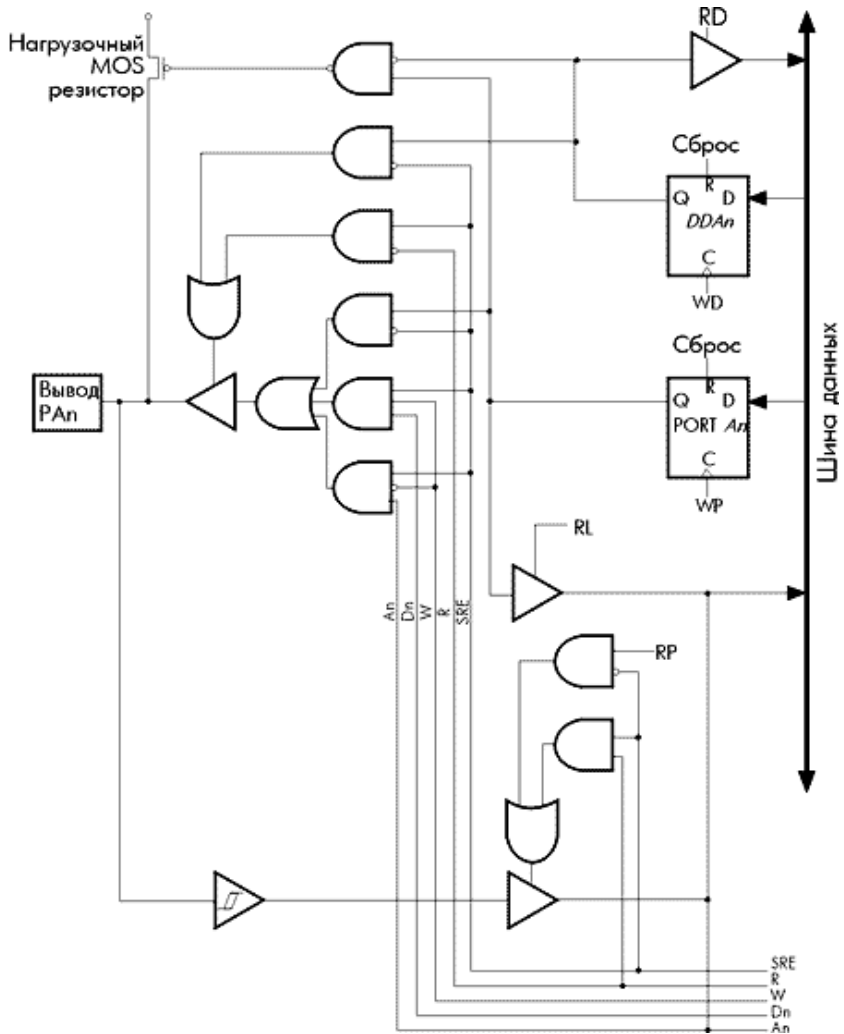 RD
Нагрузочный
MOS
резистор
Сброс
R
Q D
DDAn
C
WD
Сброс
R
Q D
PORT An
C
WP
Вывод
PAn
Шина данных
RL
An
Dn
W
R
SRE
RP
SRE
R
W
Dn
An